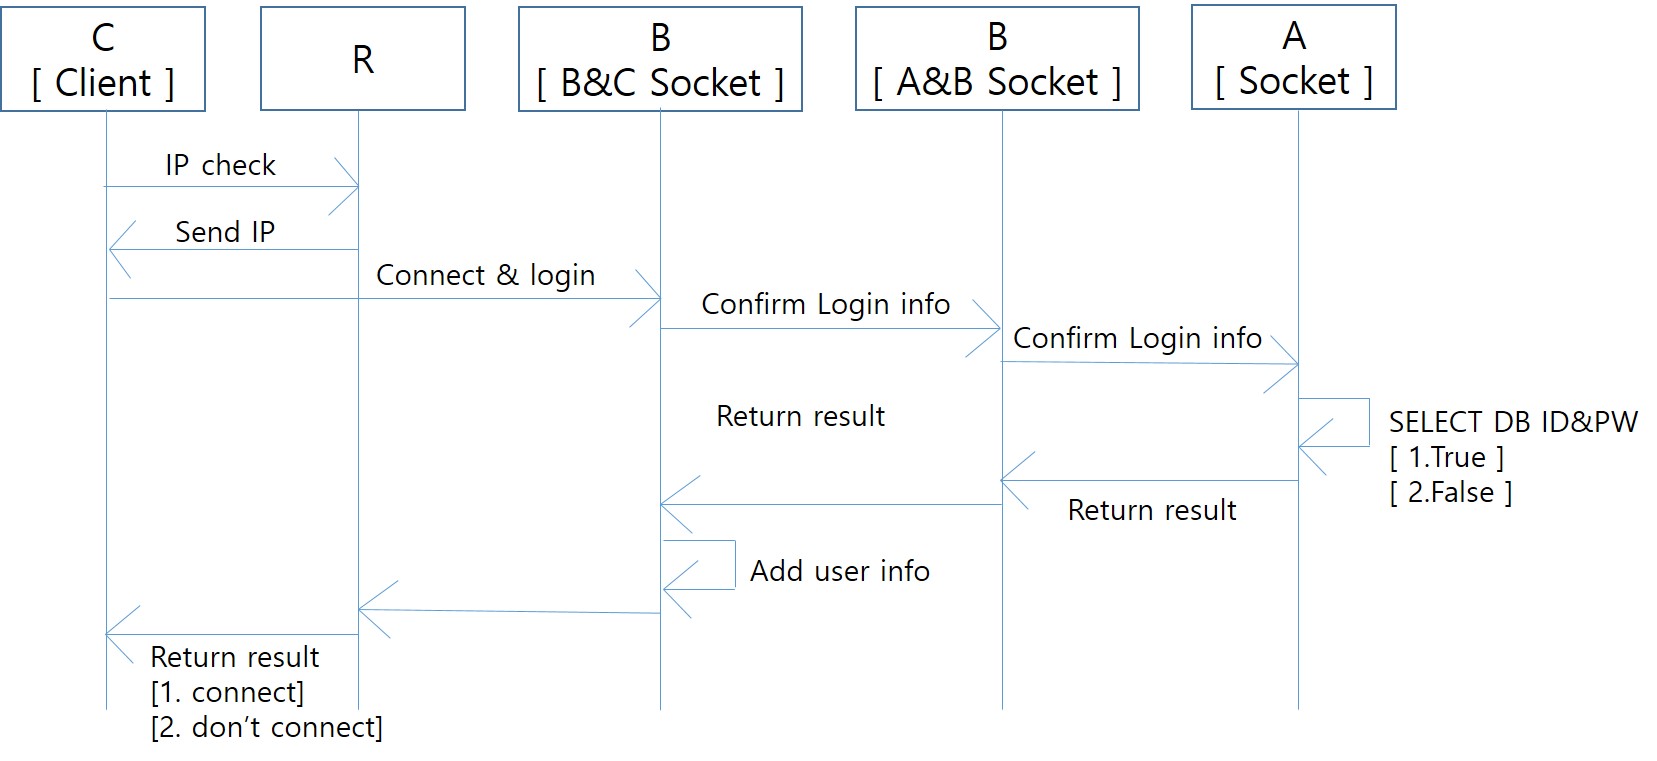 C
[ Client ]
R
B
[ B&C Socket ]
B
[ A&B Socket ]
A
[ Socket ]
IP check
Send IP
Connect & login
Confirm Login info
Confirm Login info
Return result
SELECT DB ID&PW
[ 1.True ]
[ 2.False ]
Return result
Add user info
Return result
[1. connect]
[2. don’t connect]